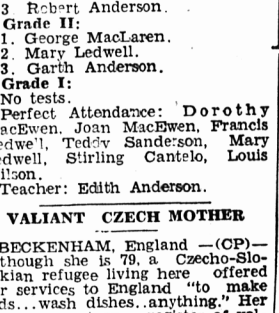 3 Robert Anderson.
Grade II:
1. George MacLaren.
2. Mary Ledwell.
3. Garth Anderson.
Grade I:
No tests.
Perfect Attendance: Dorothy
acEwen, Joan MacEwen, Francis
edwell, Teddy Sanderson, Mary
edwell, Stirling Cantelo, Louis
ilson.
Teacher: Edith Anderson.
VALIANT CZECH MOTHER
BECKENHAM, England —(CP)—
though she is 79, a Czecho-Slo-
kian refugee living here offered
r services to England "to make
ds...wash dishes..anything." Her